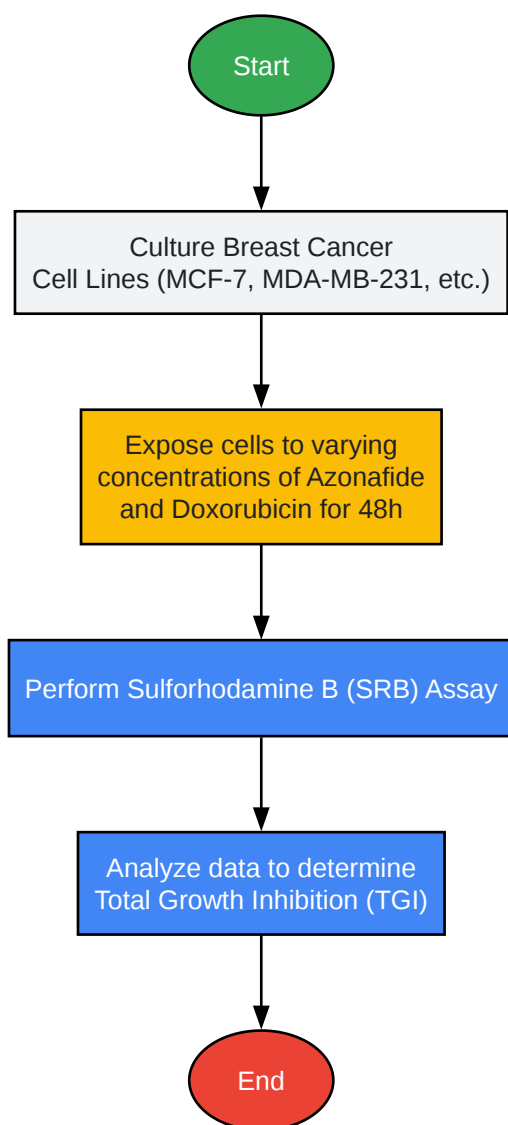 Start
Culture Breast Cancer
Cell Lines (MCF-7, MDA-MB-231, etc.)
Expose cells to varying
concentrations of Azonafide
and Doxorubicin for 48h
Perform Sulforhodamine B (SRB) Assay
Analyze data to determine
Total Growth Inhibition (TGI)
End